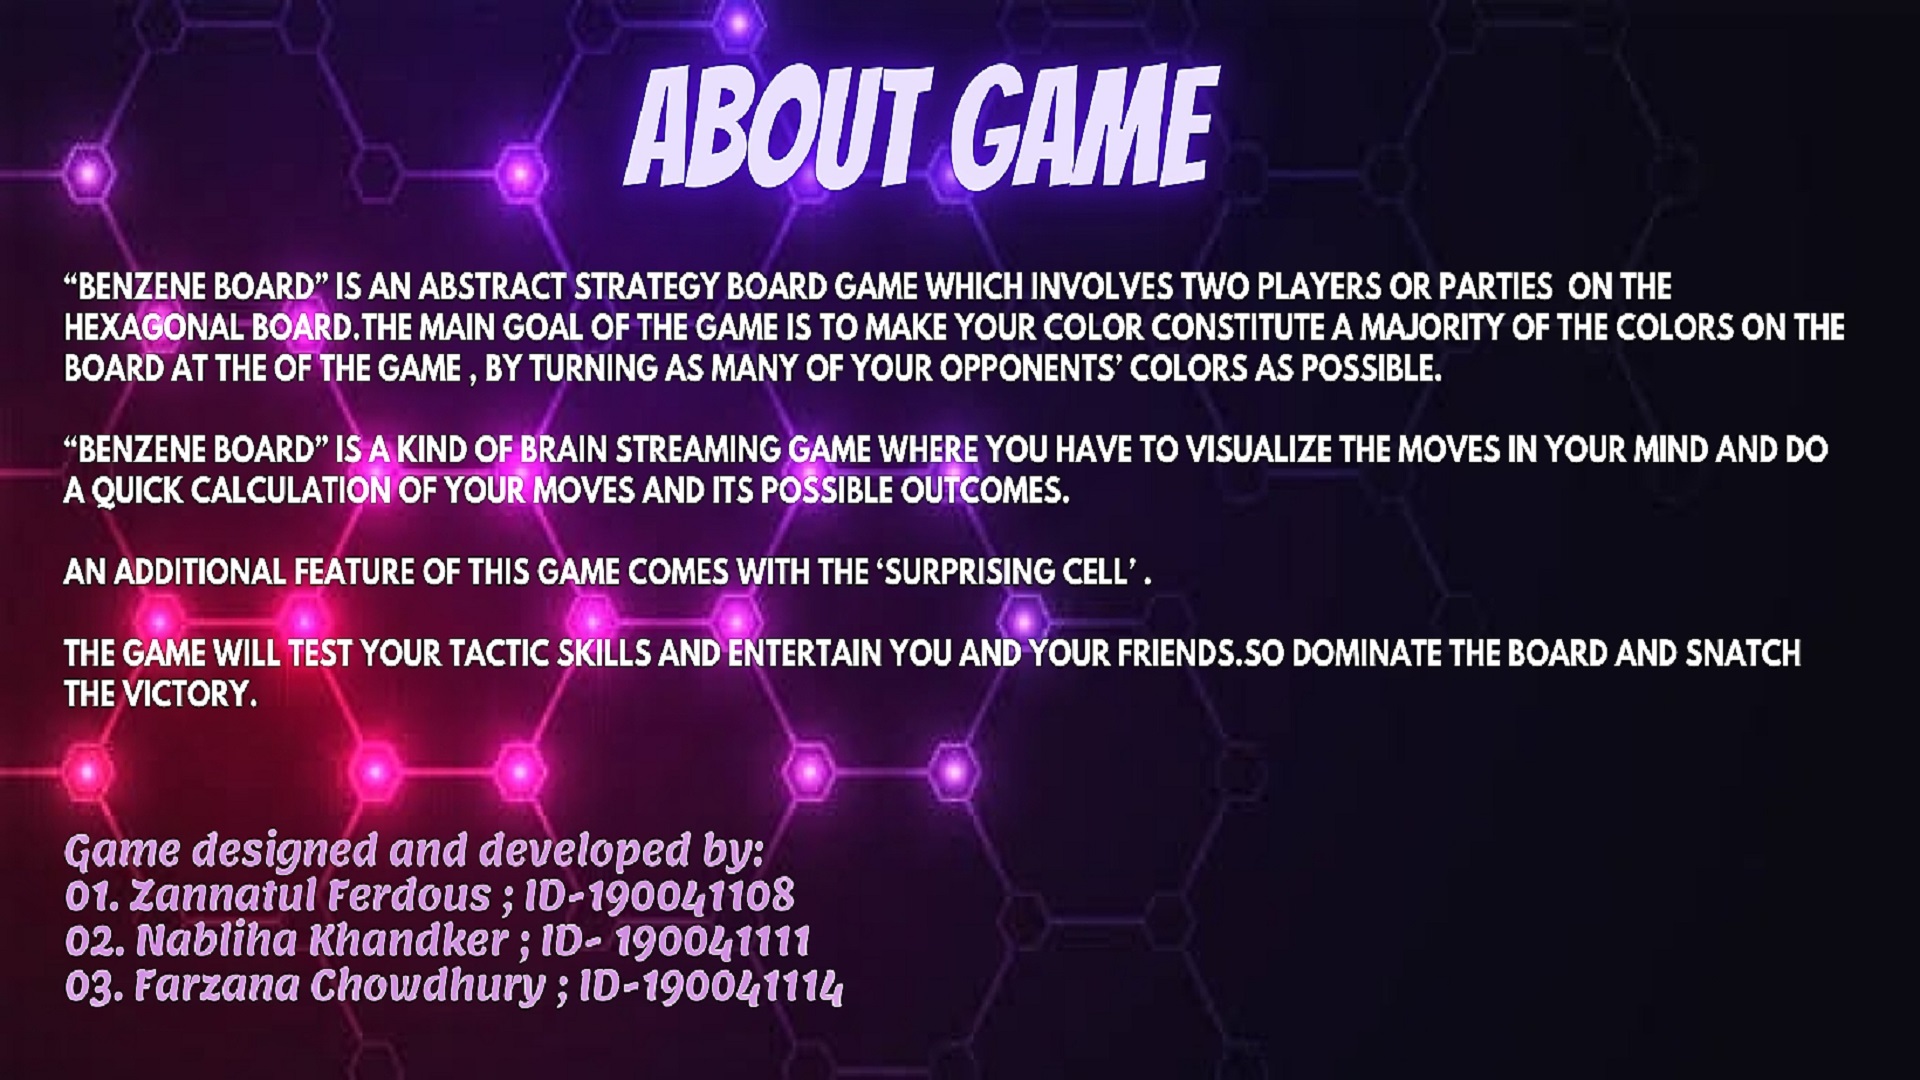 ABOUT GAME
“BENZENE BOARD” IS AN ABSTRACT STRATEGY BOARD GAME WHICH INVOLVES TWO PLAYERS OR PARTIES ON THE
HEXAGONAL BOARD.THE MAIN GOAL OF THE GAME IS TO MAKE YOUR COLOR CONSTITUTE A MAJORITY OF THE COLORS ON THE
BOARD AT THE OF THE GAME , BY TURNING AS MANY OF YOUR OPPONENTS’ COLORS AS POSSIBLE.
“BENZENE BOARD” IS A KIND OF BRAIN STREAMING GAME WHERE YOU HAVE TO VISUALIZE THE MOVES IN YOUR MIND AND DO
A QUICK CALCULATION OF YOUR MOVES AND ITS POSSIBLE OUTCOMES.
AN ADDITIONAL FEATURE OF THIS GAME COMES WITH THE ‘SURPRISING CELL’ .
THE GAME WILL TEST YOUR TACTIC SKILLS AND ENTERTAIN YOU AND YOUR FRIENDS.SO DOMINATE THE BOARD AND SNATCH
THE VICTORY.
Game designed and developed by:
01. Zannatul Ferdous ; ID-190041108
02. Nabliha Khandker ; ID- 190041111
03. Farzana Chowdhury ; ID-190041114